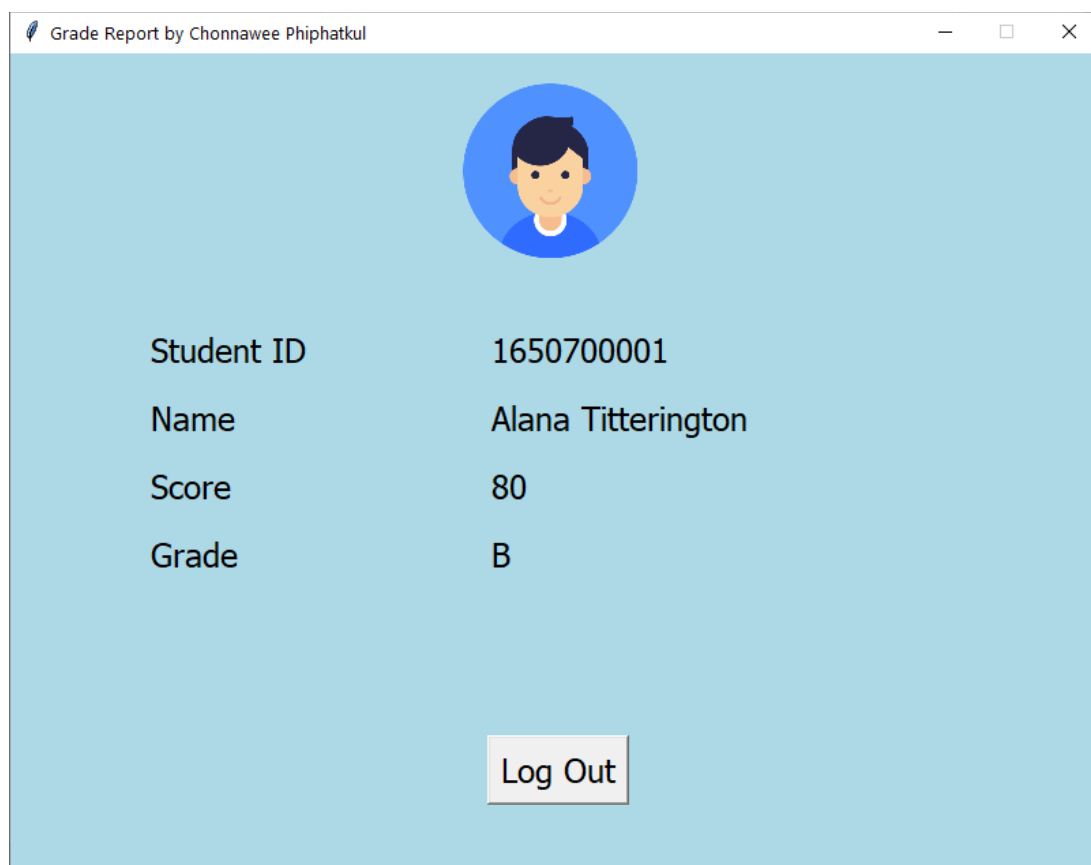 Grade Report by Chonnawee Phiphatkul
Student ID 1650700001
Name Alana Titterington
Score 80
Grade B
Log Out